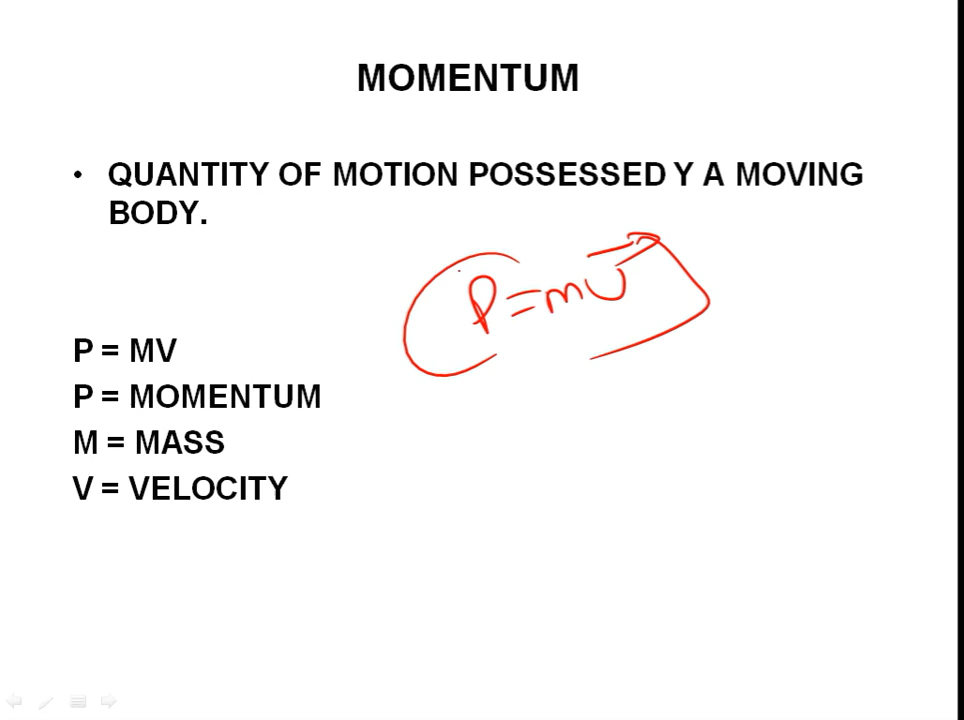 MOMENTUM
• QUANTITY OF MOTION POSSESSED Y A MOVING
BODY.
P = mv
P = MV
P = MOMENTUM
M = MASS
V = VELOCITY